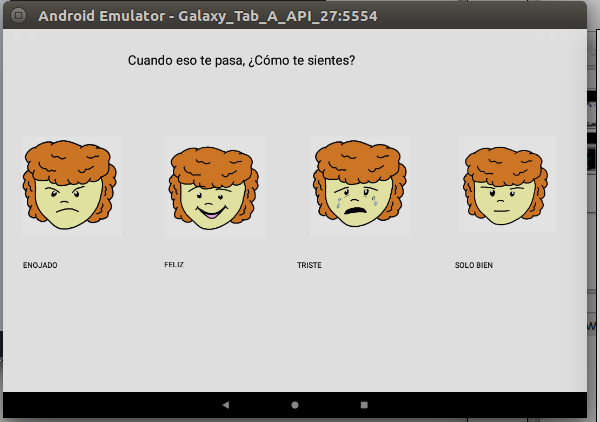 Android Emulator - Galaxy_Tab_A_API_27:5554
Cuando eso te pasa, ¿Cómo te sientes?
ENOJADO
FELIZ
TRISTE
SOLO BIEN